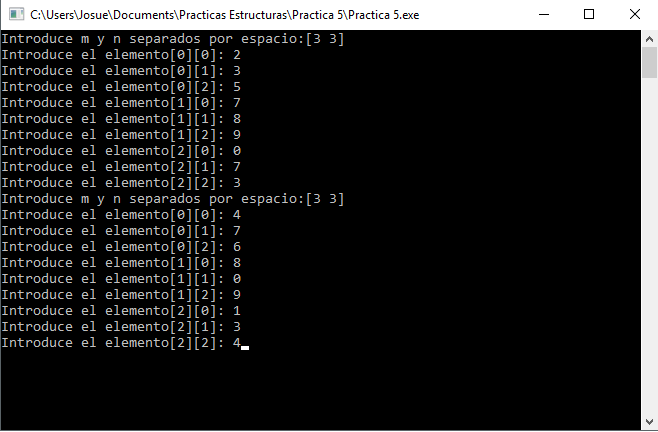 C:\Users\Josue\Documents\Practicas Estructuras\Practica 5\Practica 5.exe
Introduce m y n separados por espacio:[3 3]
Introduce el elemento[0][0]: 2
Introduce el elemento[0][1]: 3
Introduce el elemento[0][2]: 5
Introduce el elemento[1][0]: 7
Introduce el elemento[1][1]: 8
Introduce el elemento[1][2]: 9
Introduce el elemento[2][0]: 0
Introduce el elemento[2][1]: 7
Introduce el elemento[2][2]: 3
Introduce m y n separados por espacio:[3 3]
Introduce el elemento[0][0]: 4
Introduce el elemento[0][1]: 7
Introduce el elemento[0][2]: 6
Introduce el elemento[1][0]: 8
Introduce el elemento[1][1]: 0
Introduce el elemento[1][2]: 9
Introduce el elemento[2][0]: 1
Introduce el elemento[2][1]: 3
Introduce el elemento[2][2]: 4